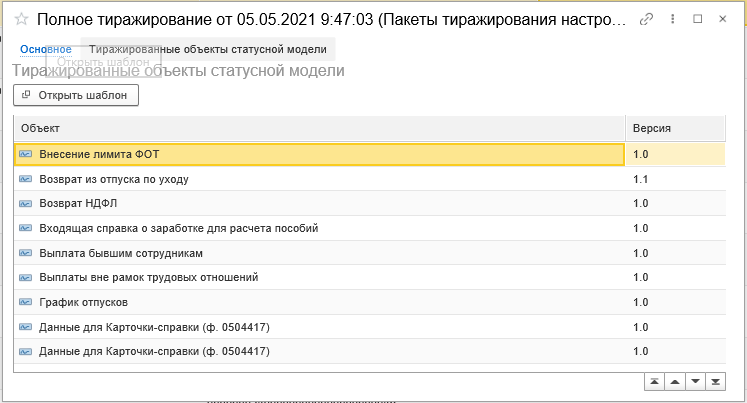 Полное тиражирование от 05.05.2021 9:47:03 (Пакеты тиражирования настро...
Основное Тиражированные объекты статусной модели
Открыть шаблон
Тиражированные объекты статусной модели
Открыть шаблон
Объект Версия
Внесение лимита ФОТ 1.0
Возврат из отпуска по уходу 1.1
Возврат НДФЛ 1.0
Входящая справка о заработке для расчета пособий 1.0
Выплата бывшим сотрудникам 1.0
Выплаты вне рамок трудовых отношений 1.0
График отпусков 1.0
Данные для Карточки-справки (ф. 0504417) 1.0
Данные для Карточки-справки (ф. 0504417) 1.0